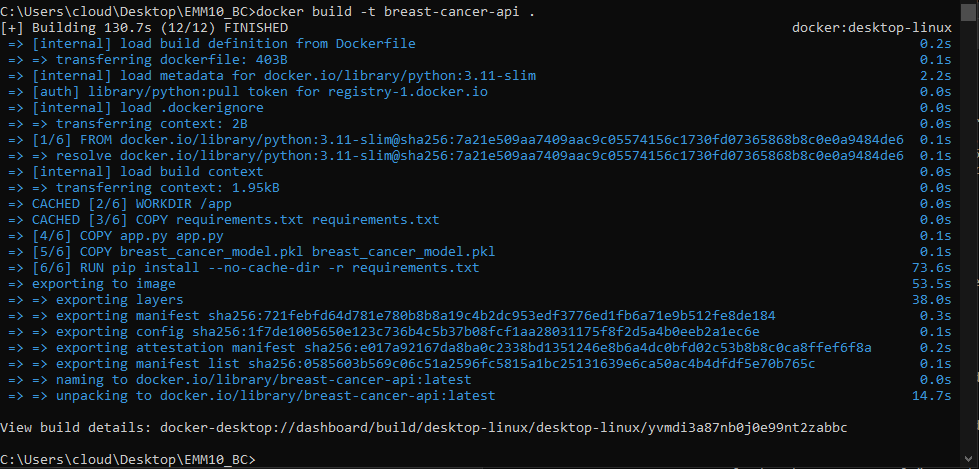 C:\Users\cloud\Desktop\EMM10_BC>docker build -t breast-cancer-api .
[+] Building 130.7s (12/12) FINISHED docker:desktop-linux
=> [internal] load build definition from Dockerfile 0.2s
=> => transferring dockerfile: 403B 0.1s
=> [internal] load metadata for docker.io/library/python:3.11-slim 2.2s
=> [auth] library/python:pull token for registry-1.docker.io 0.0s
=> [internal] load .dockerignore 0.0s
=> => transferring context: 2B 0.0s
=> [1/6] FROM docker.io/library/python:3.11-slim@sha256:7a21e509aa7409aac9c05574156c1730fd07365868b8c0e0a9484de6 0.1s
=> => resolve docker.io/library/python:3.11-slim@sha256:7a21e509aa7409aac9c05574156c1730fd07365868b8c0e0a9484de6 0.1s
=> [internal] load build context 0.0s
=> => transferring context: 1.95kB 0.0s
=> CACHED [2/6] WORKDIR /app 0.0s
=> CACHED [3/6] COPY requirements.txt requirements.txt 0.0s
=> [4/6] COPY app.py app.py 0.1s
=> [5/6] COPY breast_cancer_model.pkl breast_cancer_model.pkl 0.1s
=> [6/6] RUN pip install --no-cache-dir -r requirements.txt 73.6s
=> exporting to image 53.5s
=> => exporting layers 38.0s
=> => exporting manifest sha256:721febfd64d781e780b8b8a19c4b2dc953edf3776ed1fb6a71e9b512fe8de184 0.3s
=> => exporting config sha256:1f7de1005650e123c736b4c5b37b08fcf1aa28031175f8f2d5a4b0eeb2a1ec6e 0.1s
=> => exporting attestation manifest sha256:e017a92167da8ba0c2338bd1351246e8b6a4dc0bfd02c53b8b8c0ca8ffef6f8a 0.2s
=> => exporting manifest list sha256:0585603b569c06c51a2596fc5815a1bc25131639e6ca50ac4b4dfdf5e70b765c 0.1s
=> => naming to docker.io/library/breast-cancer-api:latest 0.0s
=> => unpacking to docker.io/library/breast-cancer-api:latest 14.7s
View build details: docker-desktop://dashboard/build/desktop-linux/desktop-linux/yvmdi3a87nb0j0e99nt2zabbc
C:\Users\cloud\Desktop\EMM10_BC>